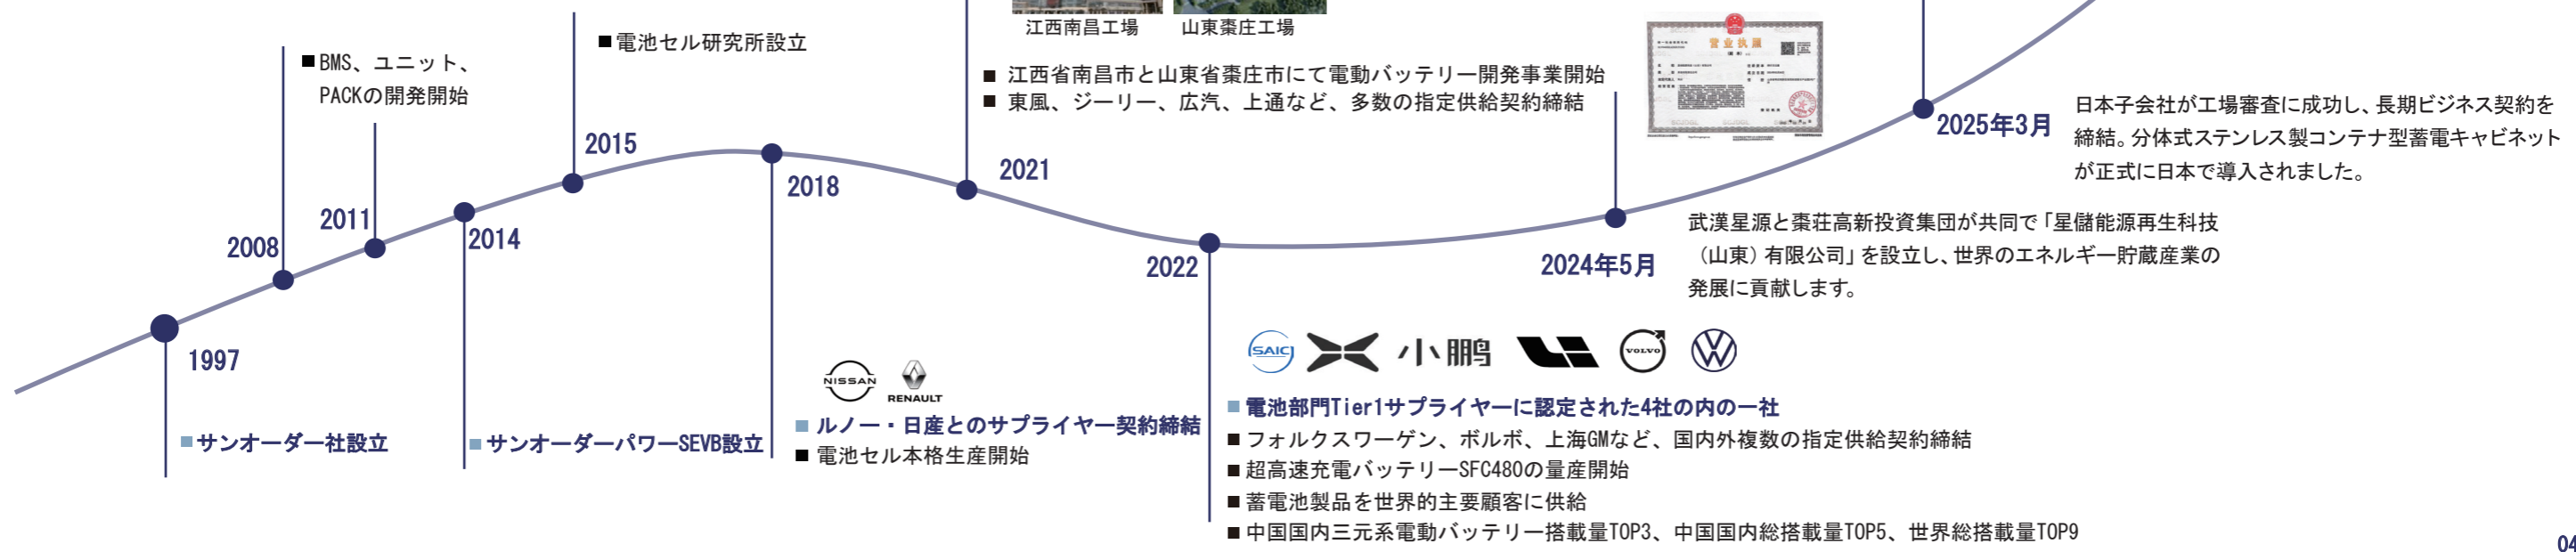 江西南昌工場
山東棗庄工場
■電池セル研究所設立
■BMS、ユニット、
PACKの開発開始
■ 江西省南昌市と山東省棗庄市にて電動バッテリー開発事業開始
■ 東風、ジーリー、広汽、上通など、多数の指定供給契約締結
营业执照
2015
2018
2021
2025年3月
日本子会社が工場審査に成功し、長期ビジネス契約を
締結。分体式ステンレス製コンテナ型蓄電キャビネット
が正式に日本で導入されました。
2011
2008
2014
2022
2024年5月
武漢星源と棗荘高新投資集団が共同で「星儲能源再生科技
（山東）有限公司」を設立し、世界のエネルギー貯蔵産業の
発展に貢献します。
1997
NISSAN
RENAULT
SAIC
小鹏
VOLVO
■サンオーダー社設立
■サンオーダーパワーSEVB設立
■ ルノー・日産とのサプライヤー契約締結
■ 電池セル本格生産開始
■電池部門Tier1サプライヤーに認定された4社の内の一社
■フォルクスワーゲン、ボルボ、上海GMなど、国内外複数の指定供給契約締結
■超高速充電バッテリーSFC480の量産開始
■蓄電池製品を世界的主要顧客に供給
■中国国内三元系電動バッテリー搭載量TOP3、中国国内総搭載量TOP5、世界総搭載量TOP9
04